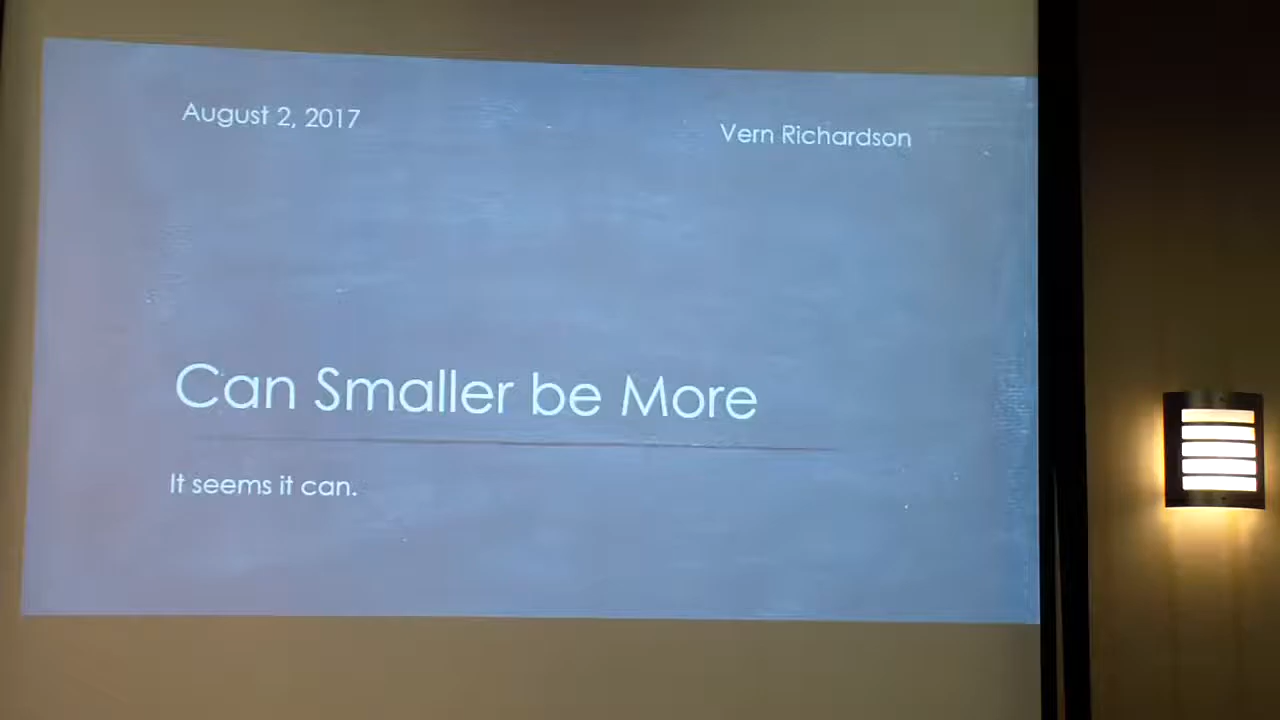 August 2, 2017
Vern Richardson
Can Smaller be More
It seems it can.